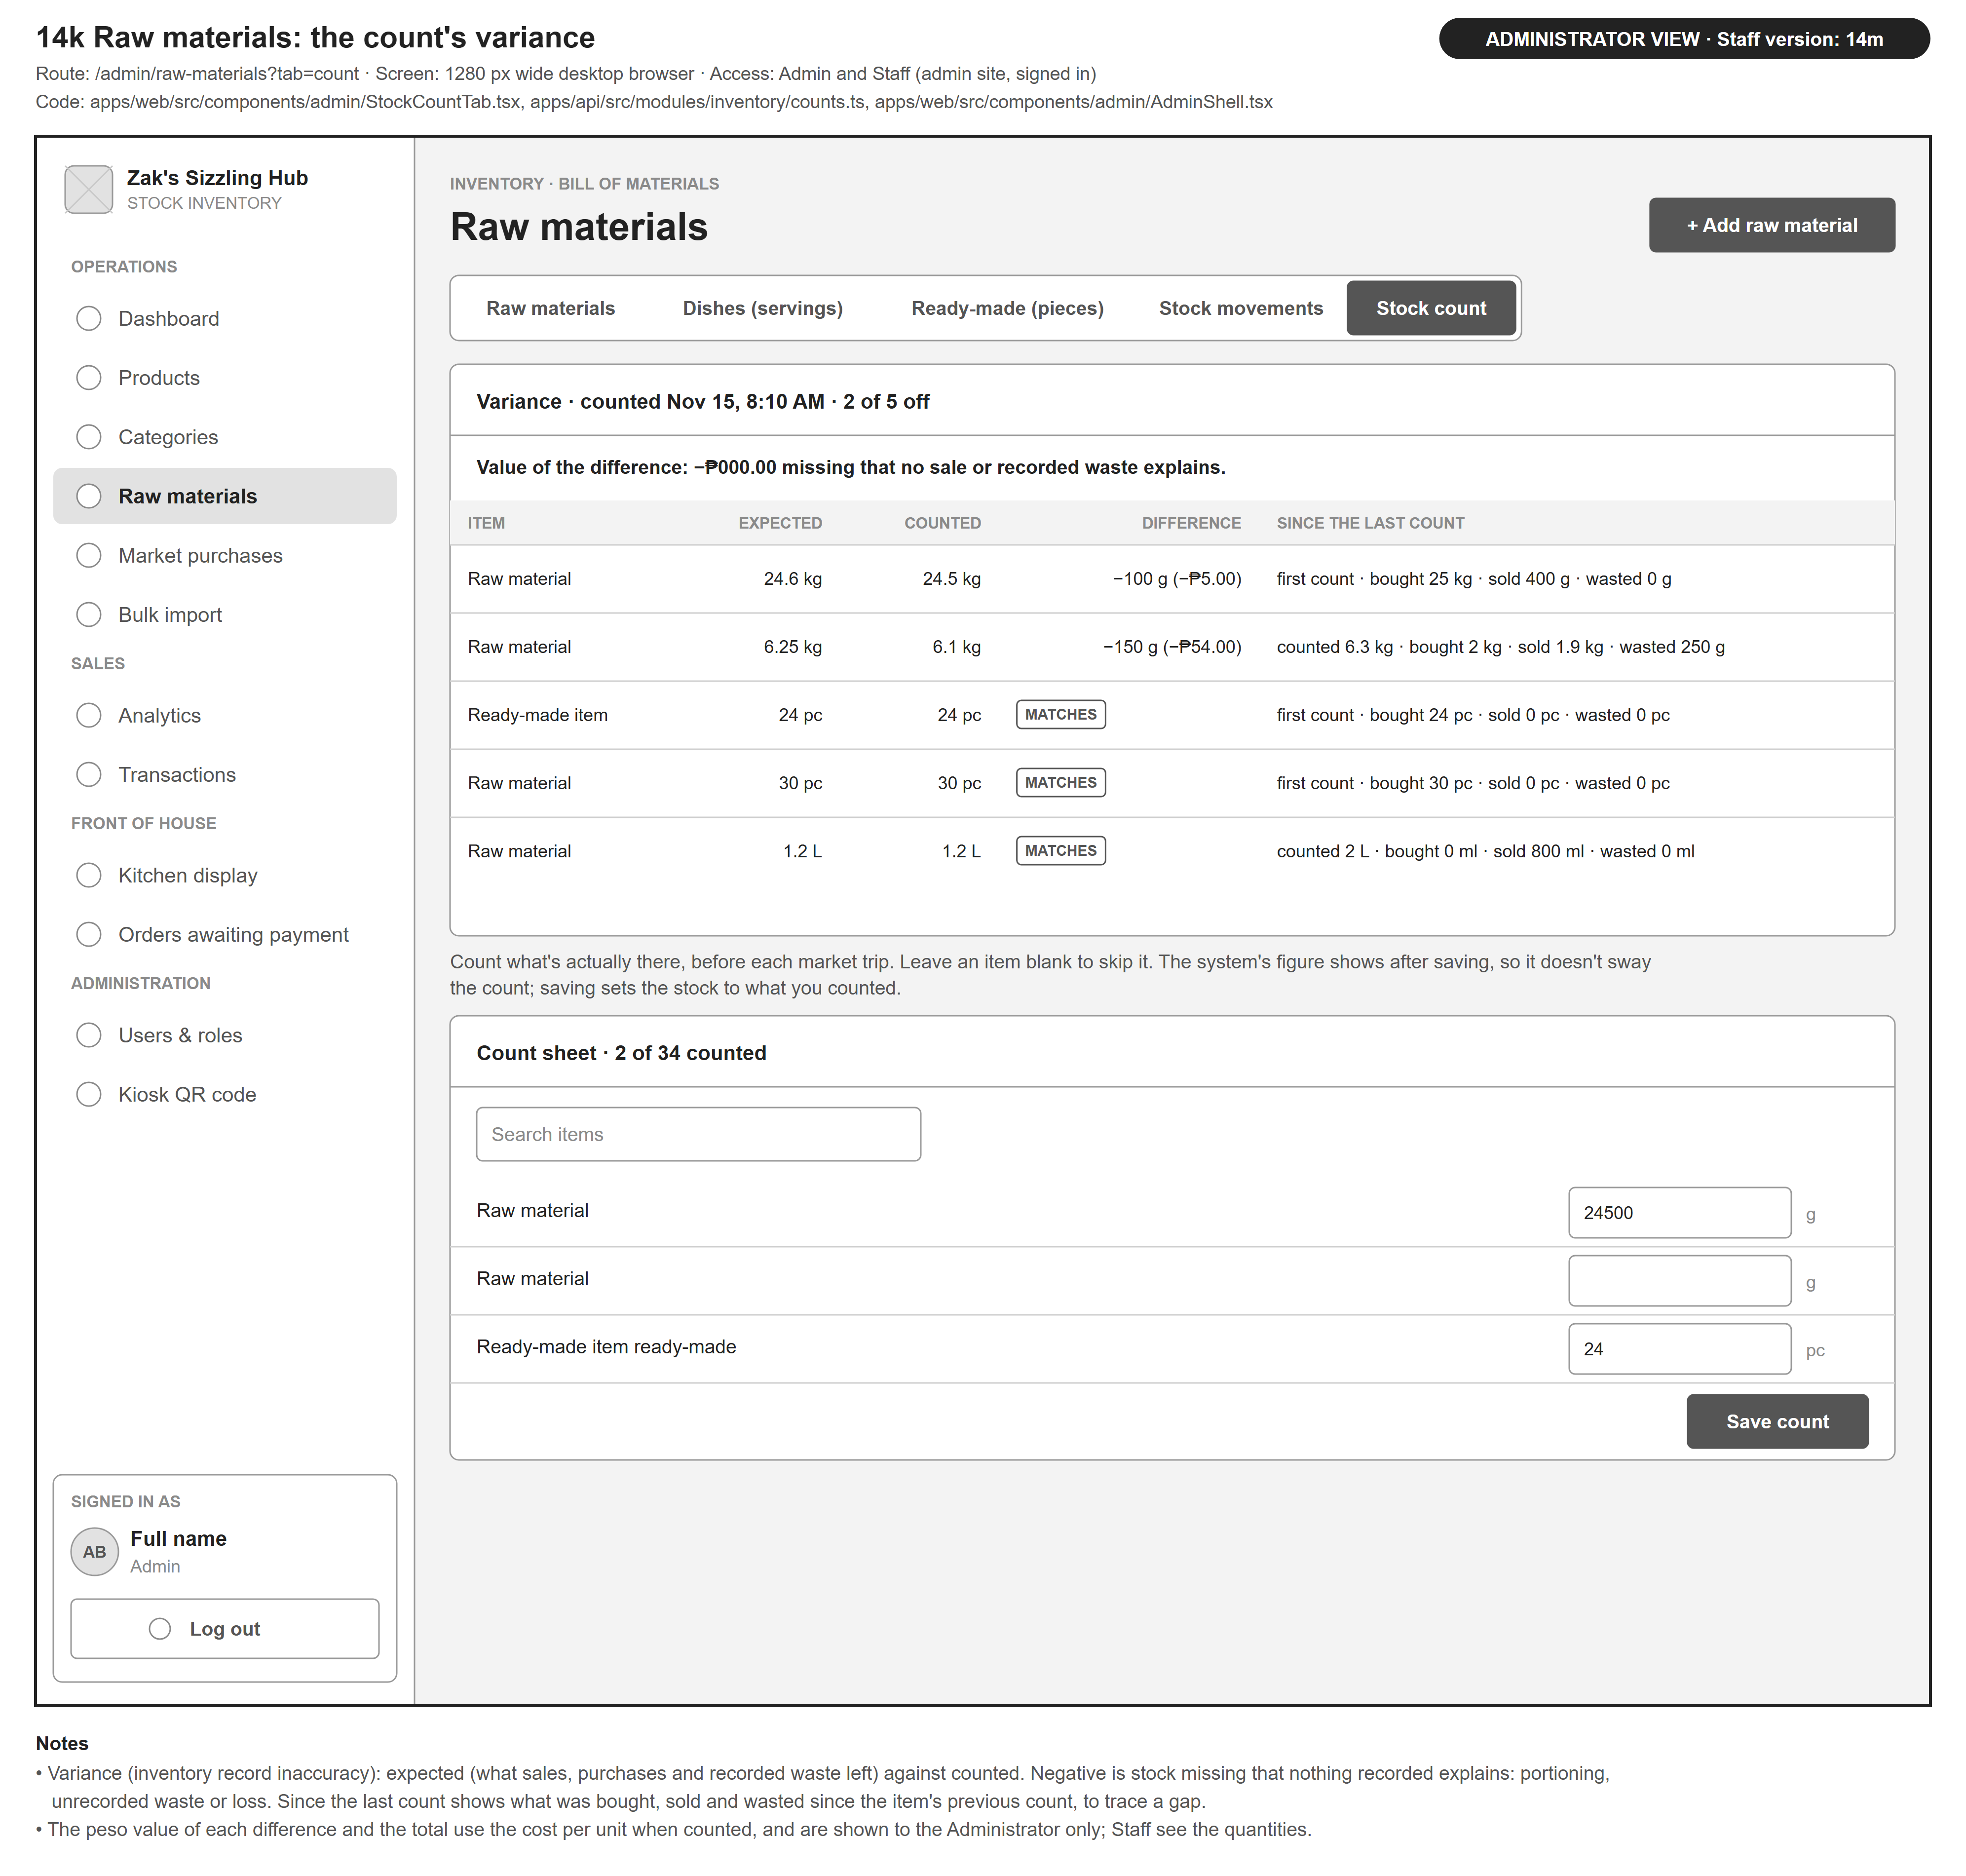 14k Raw materials: the count's variance
ADMINISTRATOR VIEW · Staff version: 14m
Route: /admin/raw-materials?tab=count · Screen: 1280 px wide desktop browser · Access: Admin and Staff (admin site, signed in)
Code: apps/web/src/components/admin/StockCountTab.tsx, apps/api/src/modules/inventory/counts.ts, apps/web/src/components/admin/AdminShell.tsx
Zak's Sizzling Hub
STOCK INVENTORY
OPERATIONS
Dashboard
Products
Categories
Raw materials
Market purchases
Bulk import
SALES
Analytics
Transactions
FRONT OF HOUSE
Kitchen display
Orders awaiting payment
ADMINISTRATION
Users & roles
Kiosk QR code
SIGNED IN AS
AB
Full name
Admin
Log out
INVENTORY · BILL OF MATERIALS
Raw materials
+ Add raw material
Raw materials Dishes (servings) Ready-made (pieces) Stock movements Stock count
Variance · counted Nov 15, 8:10 AM · 2 of 5 off
Value of the difference: −₱000.00 missing that no sale or recorded waste explains.
ITEM EXPECTED COUNTED DIFFERENCE SINCE THE LAST COUNT
Raw material 24.6 kg 24.5 kg −100 g (−₱5.00) first count · bought 25 kg · sold 400 g · wasted 0 g
Raw material 6.25 kg 6.1 kg −150 g (−₱54.00) counted 6.3 kg · bought 2 kg · sold 1.9 kg · wasted 250 g
Ready-made item 24 pc 24 pc MATCHES first count · bought 24 pc · sold 0 pc · wasted 0 pc
Raw material 30 pc 30 pc MATCHES first count · bought 30 pc · sold 0 pc · wasted 0 pc
Raw material 1.2 L 1.2 L MATCHES counted 2 L · bought 0 ml · sold 800 ml · wasted 0 ml
Count what's actually there, before each market trip. Leave an item blank to skip it. The system's figure shows after saving, so it doesn't sway
the count; saving sets the stock to what you counted.
Count sheet · 2 of 34 counted
Search items
Raw material 24500 g
Raw material g
Ready-made item ready-made 24 pc
Save count
Notes
• Variance (inventory record inaccuracy): expected (what sales, purchases and recorded waste left) against counted. Negative is stock missing that nothing recorded explains: portioning,
unrecorded waste or loss. Since the last count shows what was bought, sold and wasted since the item's previous count, to trace a gap.
• The peso value of each difference and the total use the cost per unit when counted, and are shown to the Administrator only; Staff see the quantities.